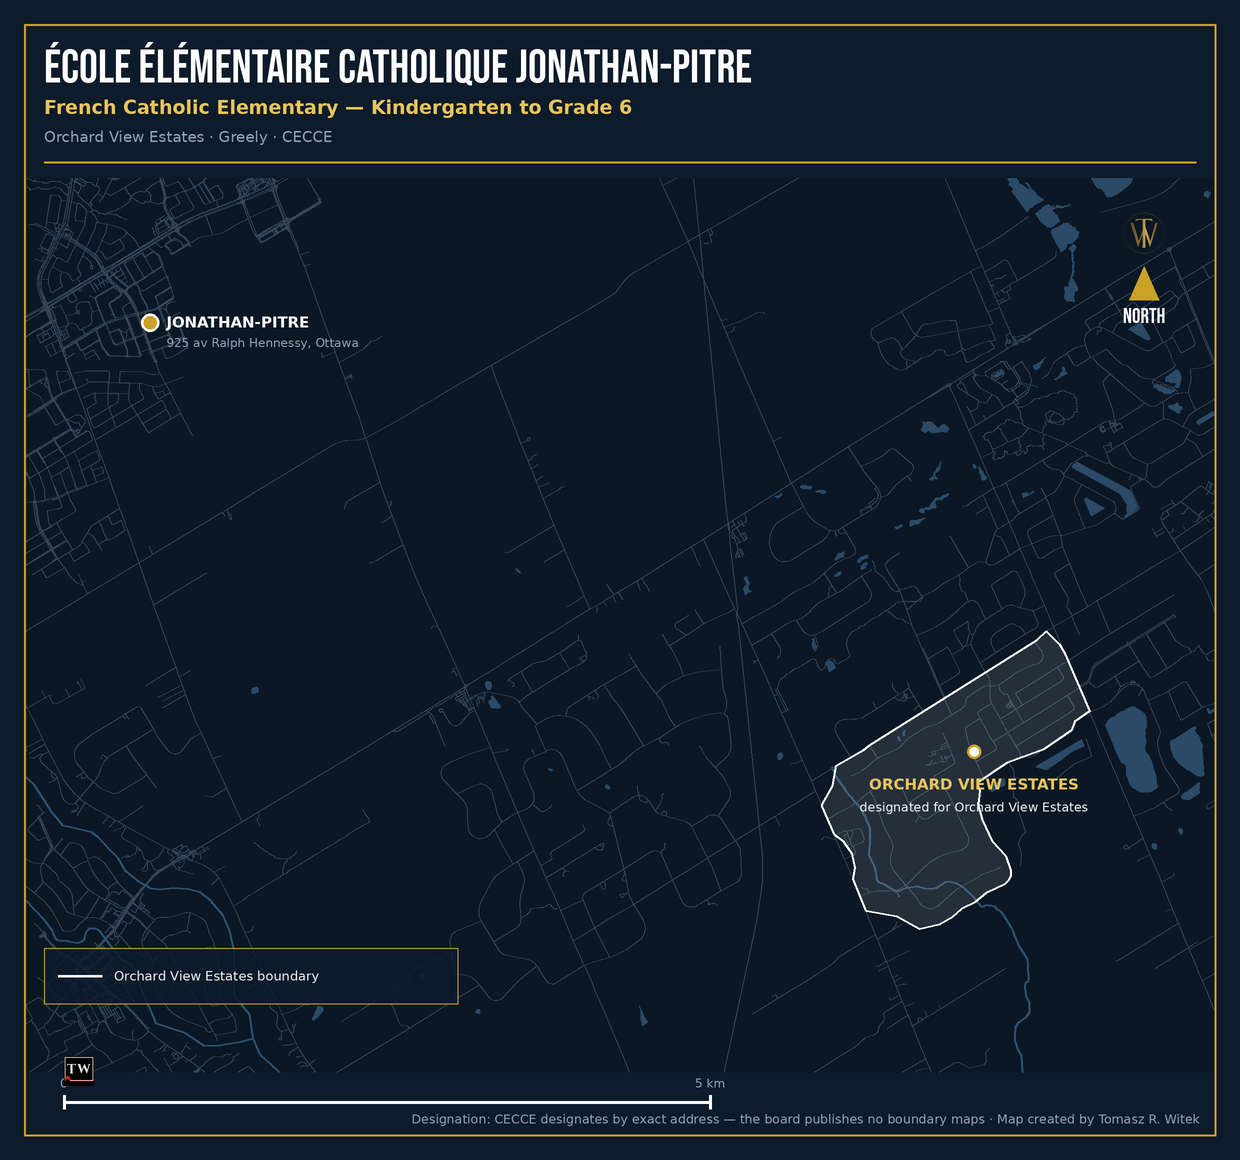 ÉCOLE ÉLÉMENTAIRE CATHOLIQUE JONATHAN-PITRE
French Catholic Elementary — Kindergarten to Grade 6
Orchard View Estates · Greely · CECCE
TW
NORTH
JONATHAN-PITRE
925 av Ralph Hennessy, Ottawa
ORCHARD VIEW ESTATES
designated for Orchard View Estates
Orchard View Estates boundary
TW
0
5 km
Designation: CECCE designates by exact address — the board publishes no boundary maps · Map created by Tomasz R. Witek